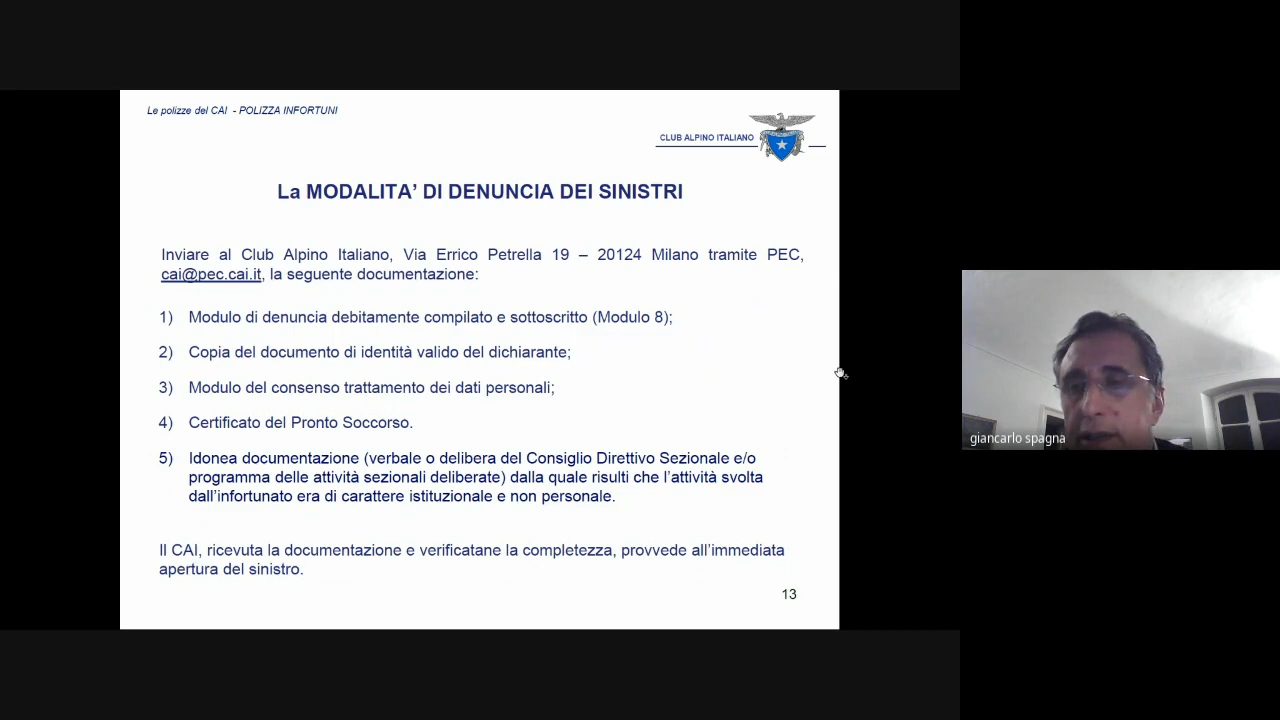 Le polizze del CAI - POLIZZA INFORTUNI
CLUB ALPINO ITALIANO
La MODALITA' DI DENUNCIA DEI SINISTRI
Inviare al Club Alpino Italiano, Via Errico Petrella 19 – 20124 Milano tramite PEC,
cai@pec.cai.it, la seguente documentazione:
1) Modulo di denuncia debitamente compilato e sottoscritto (Modulo 8);
2) Copia del documento di identità valido del dichiarante;
3) Modulo del consenso trattamento dei dati personali;
4) Certificato del Pronto Soccorso.
5) Idonea documentazione (verbale o delibera del Consiglio Direttivo Sezionale e/o
programma delle attività sezionali deliberate) dalla quale risulti che l'attività svolta
dall'infortunato era di carattere istituzionale e non personale.
Il CAI, ricevuta la documentazione e verificatane la completezza, provvede all'immediata
apertura del sinistro.
13
giancarlo spagna